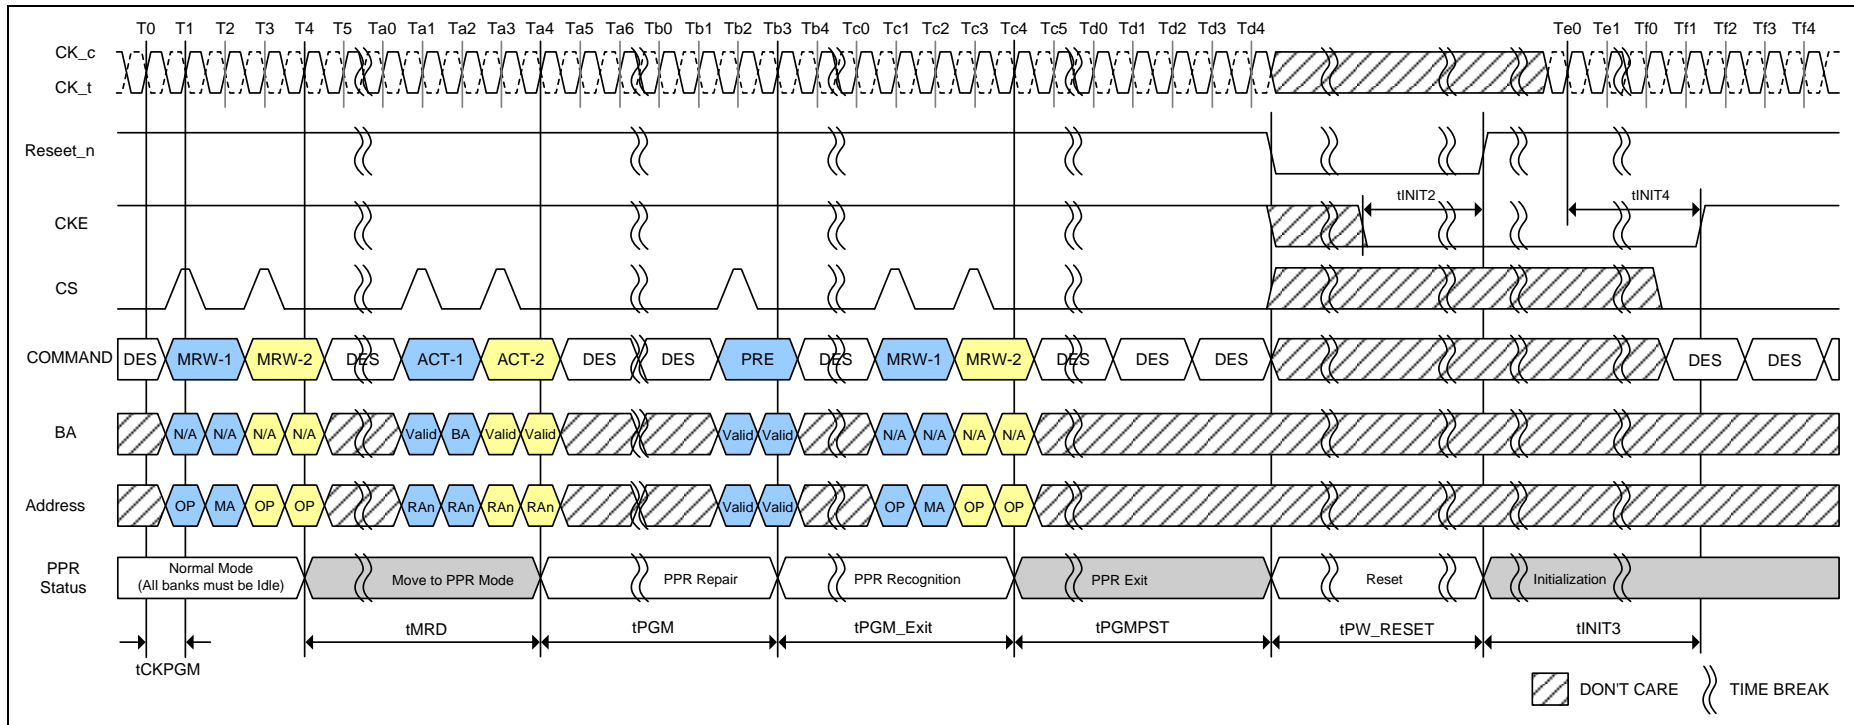 T0 T1 T2 T3 T4 T5 Ta0 Ta1 Ta2 Ta3 Ta4 Ta5 Ta6 Tb0 Tb1 Tb2 Tb3 Tb4 Tc0 Tc1 Tc2 Tc3 Tc4 Tc5 Td0 Td1 Td2 Td3 Td4 Te0 Te1 Tf0 Tf1 Tf2 Tf3 Tf4
CK_c
CK_t
Reseet_n
tINIT2 tINIT4
CKE
CS
COMMAND DES MRW-1 MRW-2 DES ACT-1 ACT-2 DES DES PRE DES MRW-1 MRW-2 DES DES DES DES DES
BA N/A N/A N/A N/A Valid BA Valid Valid Valid Valid N/A N/A N/A N/A
Address OP MA OP OP RAn RAn RAn RAn Valid Valid OP MA OP OP
PPR
Status
Normal Mode
(All banks must be Idle)
Move to PPR Mode PPR Repair PPR Recognition PPR Exit Reset Initialization
tMRD tPGM tPGM_Exit tPGMPST tPW_RESET tINIT3
tCKPGM
DON'T CARE TIME BREAK